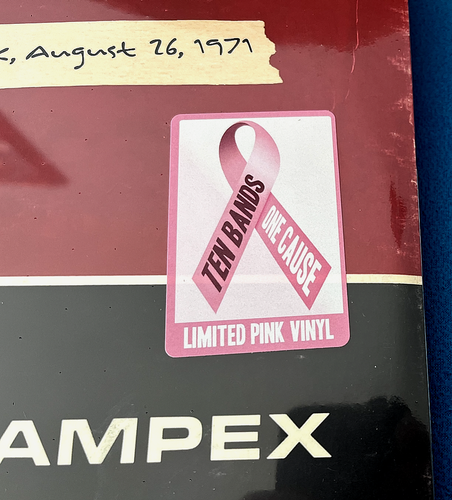 , August 26, 1971
TEN BANDS
ONE CAUSE
LIMITED PINK VINYL
AMPEX